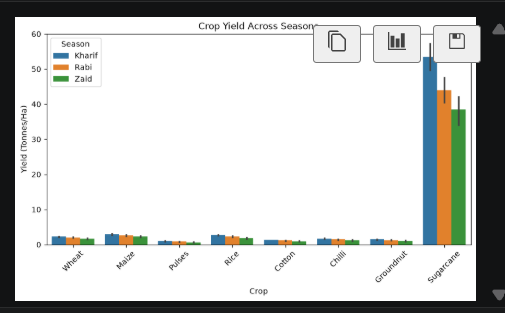 Crop Yield Across Seasons
Season
Kharif
Rabi
Zaid
Yield (Tonnes/Ha)
60
50
40
30
20
10
0
Wheat
Maize
Pulses
Rice
Cotton
Chilli
Groundnut
Sugarcane
Crop